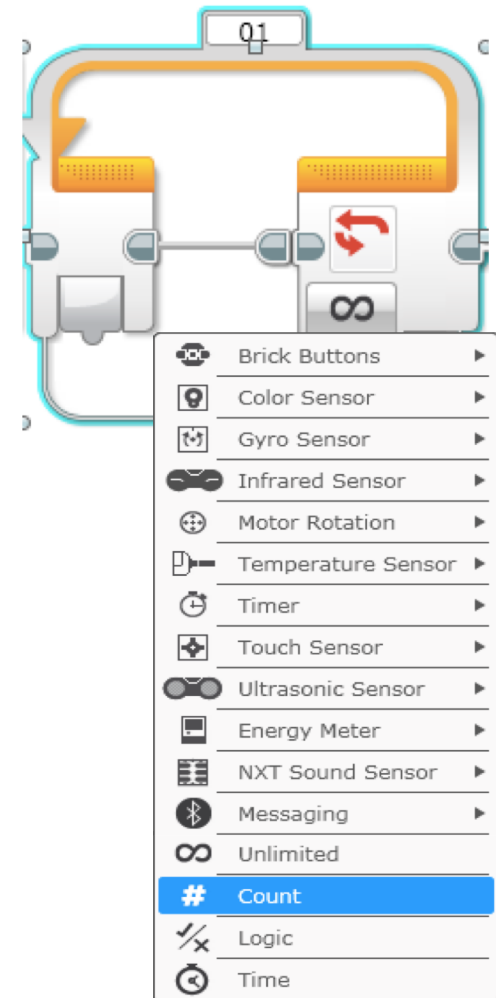 01
Brick Buttons
Color Sensor
Gyro Sensor
Infrared Sensor
Motor Rotation
Temperature Sensor
Timer
Touch Sensor
Ultrasonic Sensor
Energy Meter
NXT Sound Sensor
Messaging
Unlimited
# Count
Logic
Time